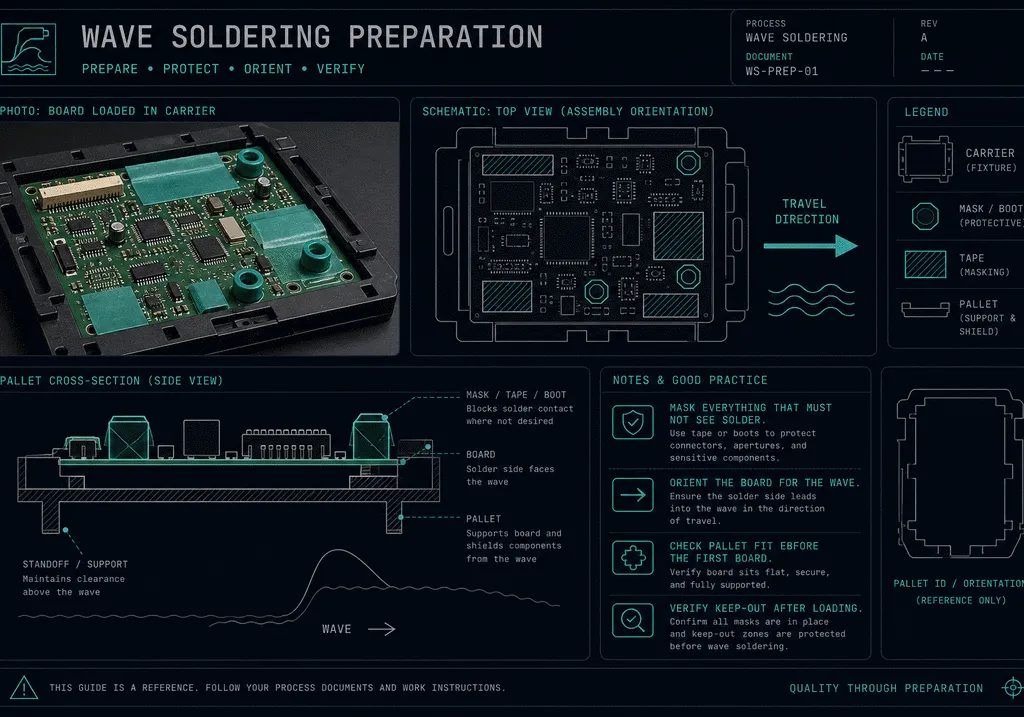 WAVE SOLDERING PREPARATION
PREPARE • PROTECT • ORIENT • VERIFY
PROCESS
WAVE SOLDERING
DOCUMENT
WS-PREP-01
REV
A
DATE
– – –
PHOTO: BOARD LOADED IN CARRIER
SCHEMATIC: TOP VIEW (ASSEMBLY ORIENTATION)
TRAVEL
DIRECTION
LEGEND
CARRIER
(FIXTURE)
MASK / BOOT
(PROTECTIVE)
TAPE
(MASKING)
PALLET
(SUPPORT &
SHIELD)
PALLET CROSS-SECTION (SIDE VIEW)
MASK / TAPE / BOOT
Blocks solder contact
where not desired
BOARD
Solder side faces
the wave
PALLET
Supports board and
shields components
from the wave
STANDOFF / SUPPORT
Maintains clearance
above the wave
WAVE
NOTES & GOOD PRACTICE
MASK EVERYTHING THAT MUST
NOT SEE SOLDER.
Use tape or boots to protect
connectors, apertures, and
sensitive components.
ORIENT THE BOARD FOR THE WAVE.
Ensure the solder side leads
into the wave in the direction
of travel.
CHECK PALLET FIT EBFORE
THE FIRST BOARD.
Verify board sits flat, secure,
and fully supported.
VERIFY KEEP-OUT AFTER LOADING.
Confirm all masks are in place
and keep-out zones are protected
before wave soldering.
PALLET ID / ORIENTATION
(REFERENCE ONLY)
THIS GUIDE IS A REFERENCE. FOLLOW YOUR PROCESS DOCUMENTS AND WORK INSTRUCTIONS.
QUALITY THROUGH PREPARATION